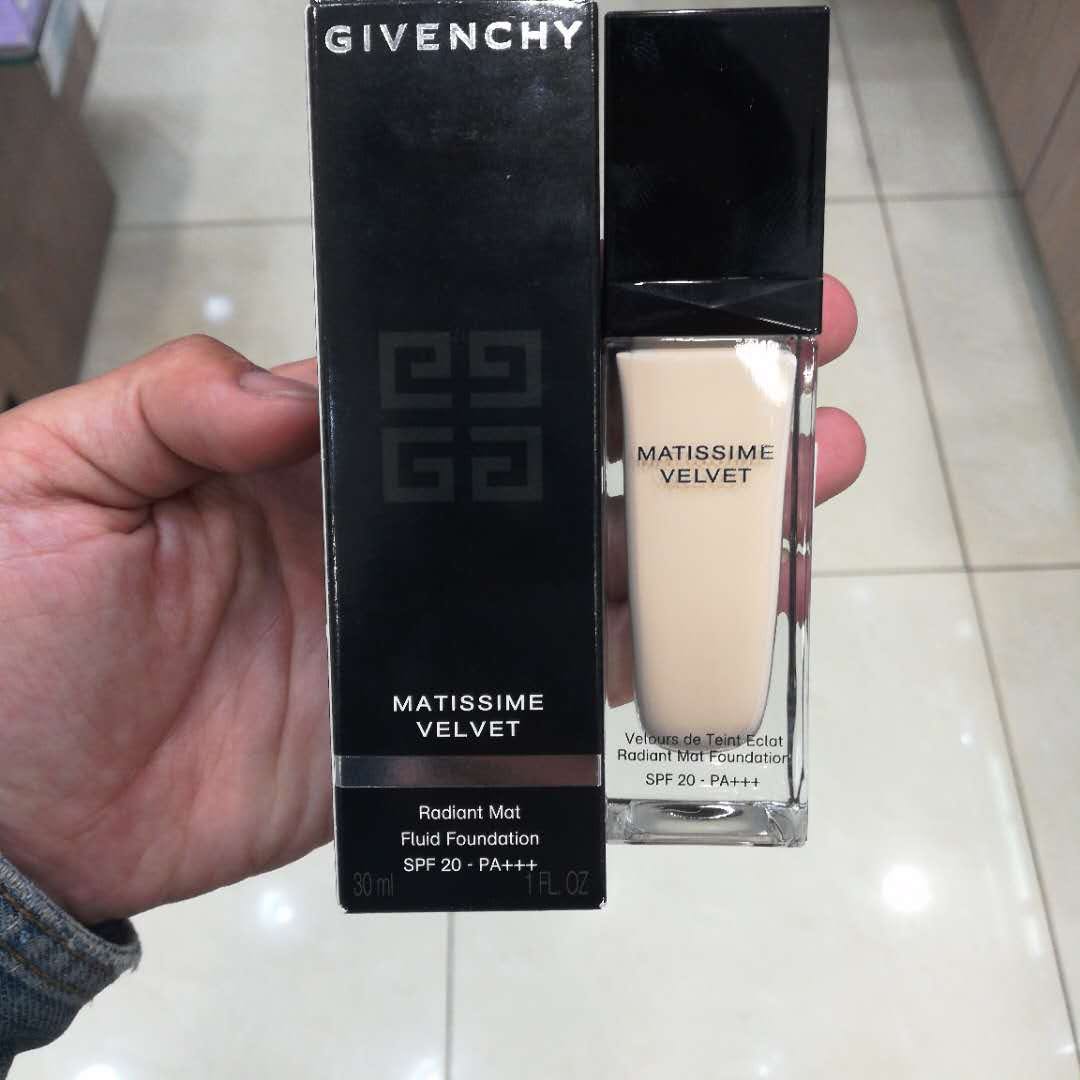 GIVENCHY
MATISSIME
VELVET
Radiant Mat
Fluid Foundation
SPF 20 - PA+++
30 ml 1 FL. OZ
MATISSIME
VELVET
Velours de Teint Eclat
Radiant Mat Foundation
SPF 20 - PA+++